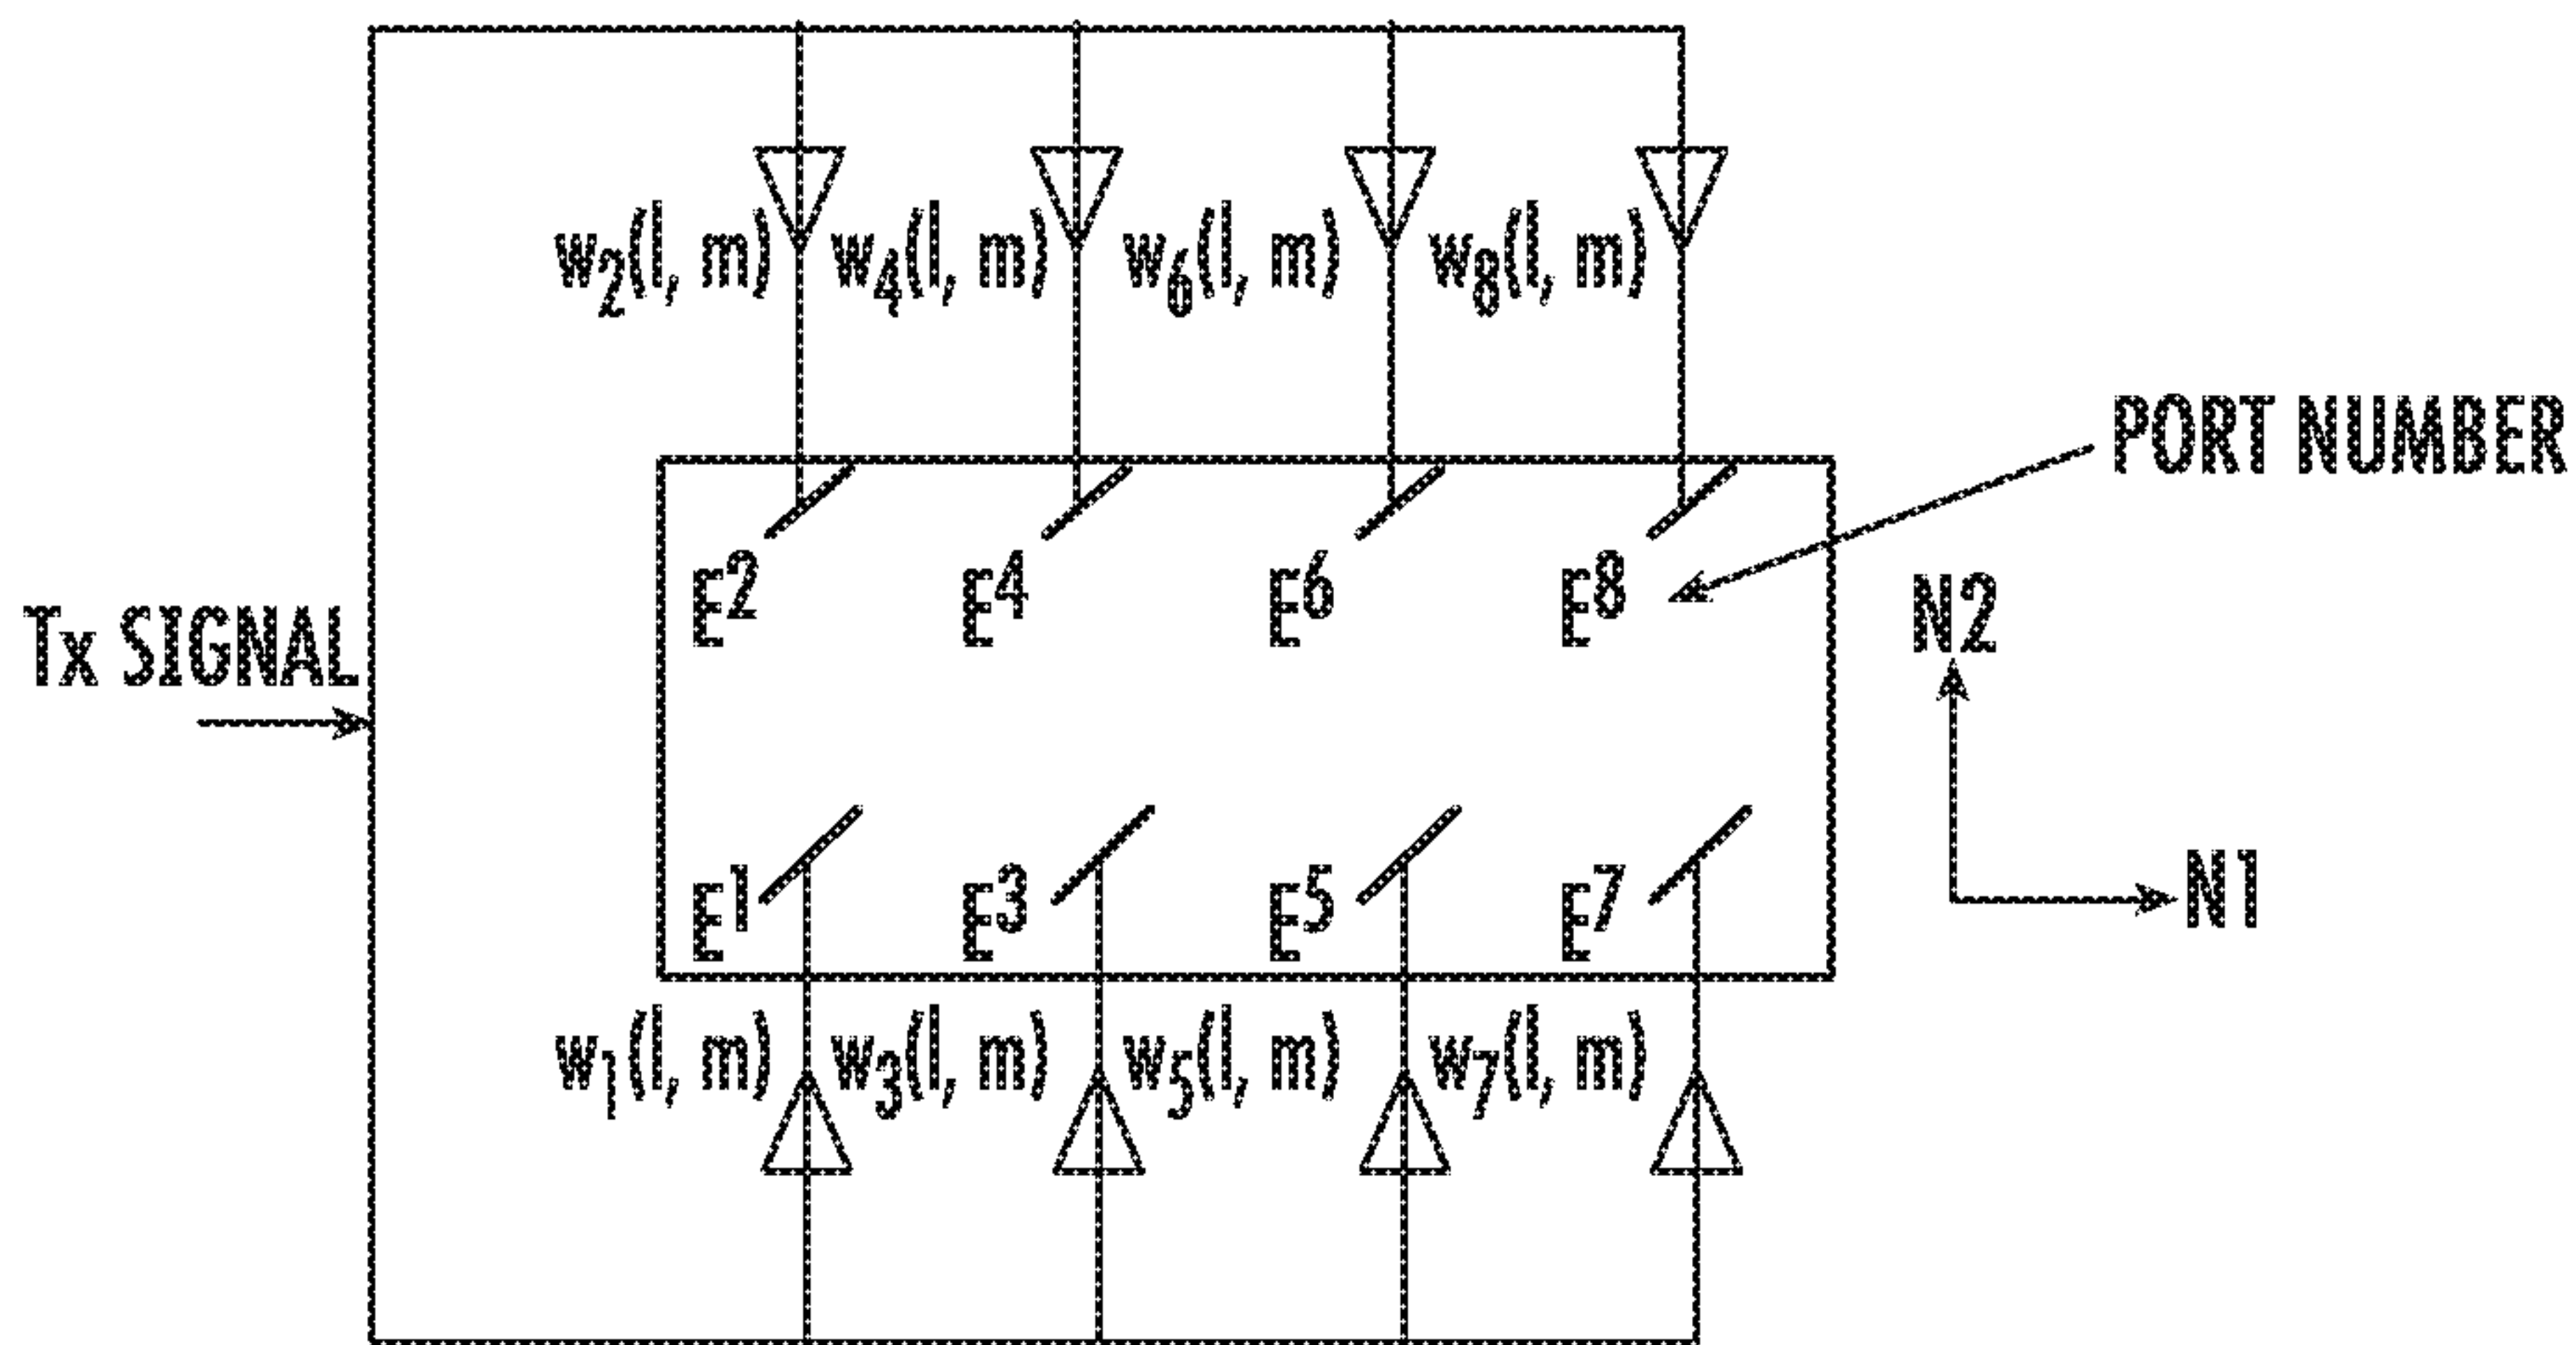 w2(l, m) w4(l, m) w6(l, m) w8(l, m)
PORT NUMBER
E2 E4 E6 E8
Tx SIGNAL
N2
E1 E3 E5 E7
N1
w1(l, m) w3(l, m) w5(l, m) w7(l, m)